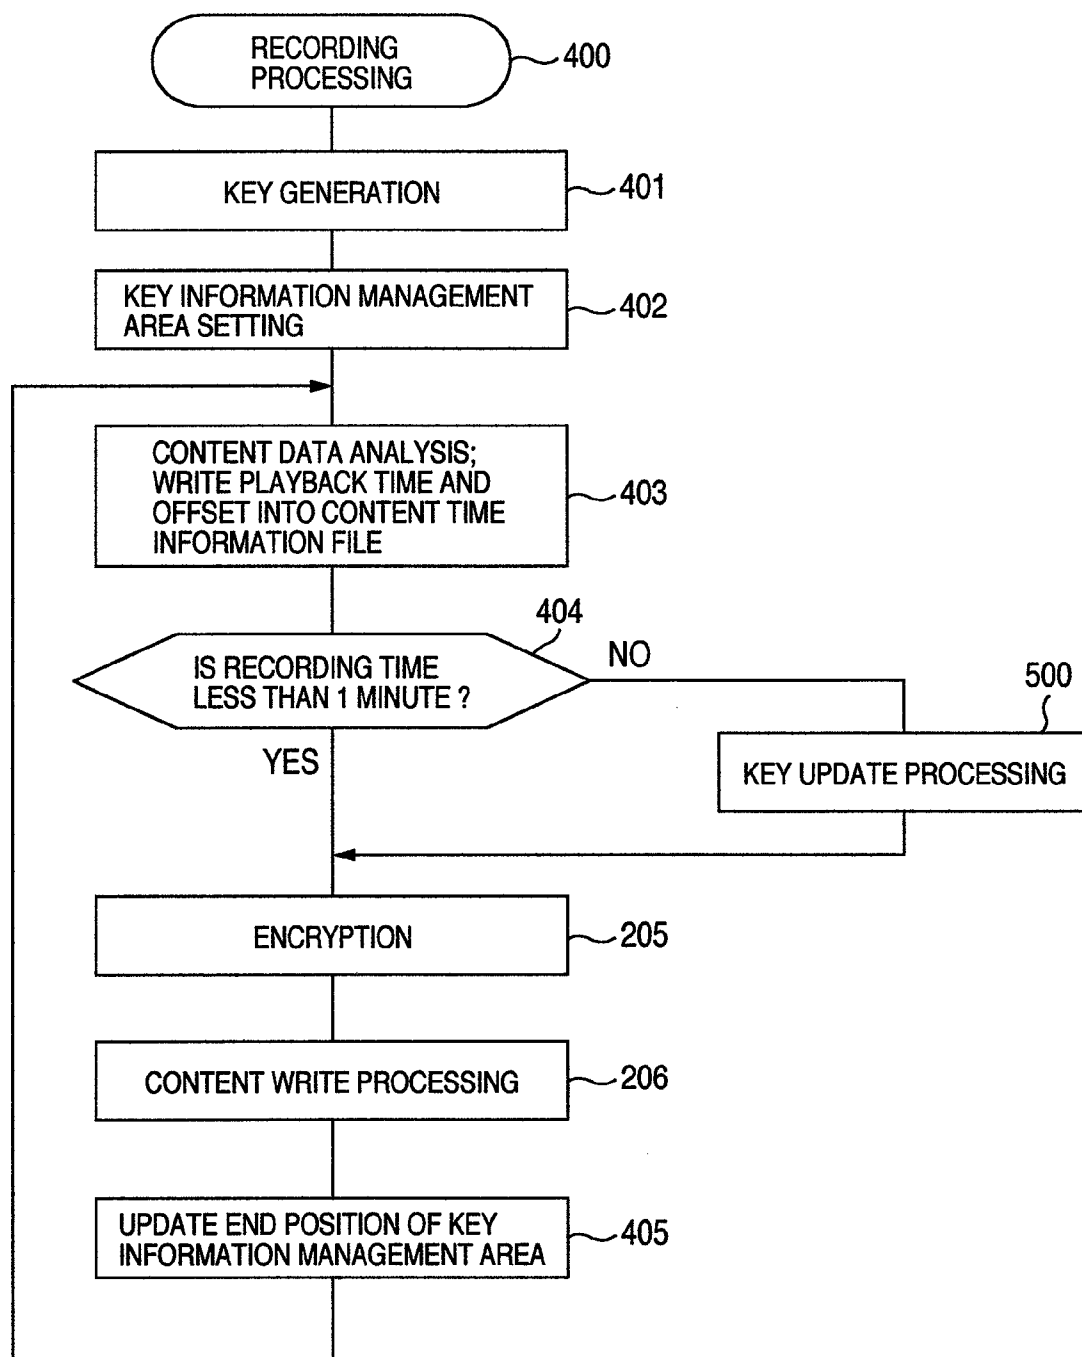 RECORDING
PROCESSING
400
KEY GENERATION
401
KEY INFORMATION MANAGEMENT
AREA SETTING
402
CONTENT DATA ANALYSIS;
WRITE PLAYBACK TIME AND
OFFSET INTO CONTENT TIME
INFORMATION FILE
403
404
IS RECORDING TIME
LESS THAN 1 MINUTE ?
NO
YES
500
KEY UPDATE PROCESSING
ENCRYPTION
205
CONTENT WRITE PROCESSING
206
UPDATE END POSITION OF KEY
INFORMATION MANAGEMENT AREA
405